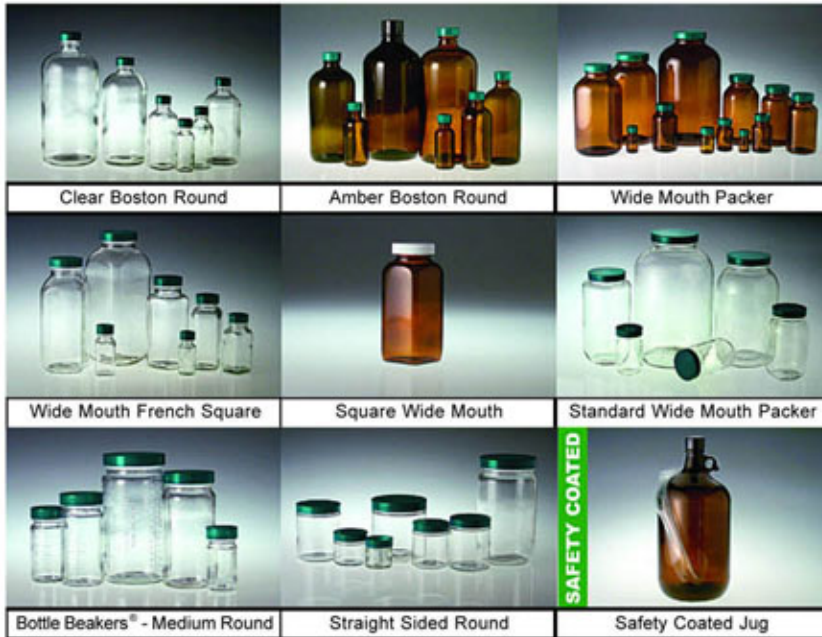 Clear Boston Round
Amber Boston Round
Wide Mouth Packer
Wide Mouth French Square
Square Wide Mouth
Standard Wide Mouth Packer
SAFETY COATED
Bottle Beakers® - Medium Round
Straight Sided Round
Safety Coated Jug